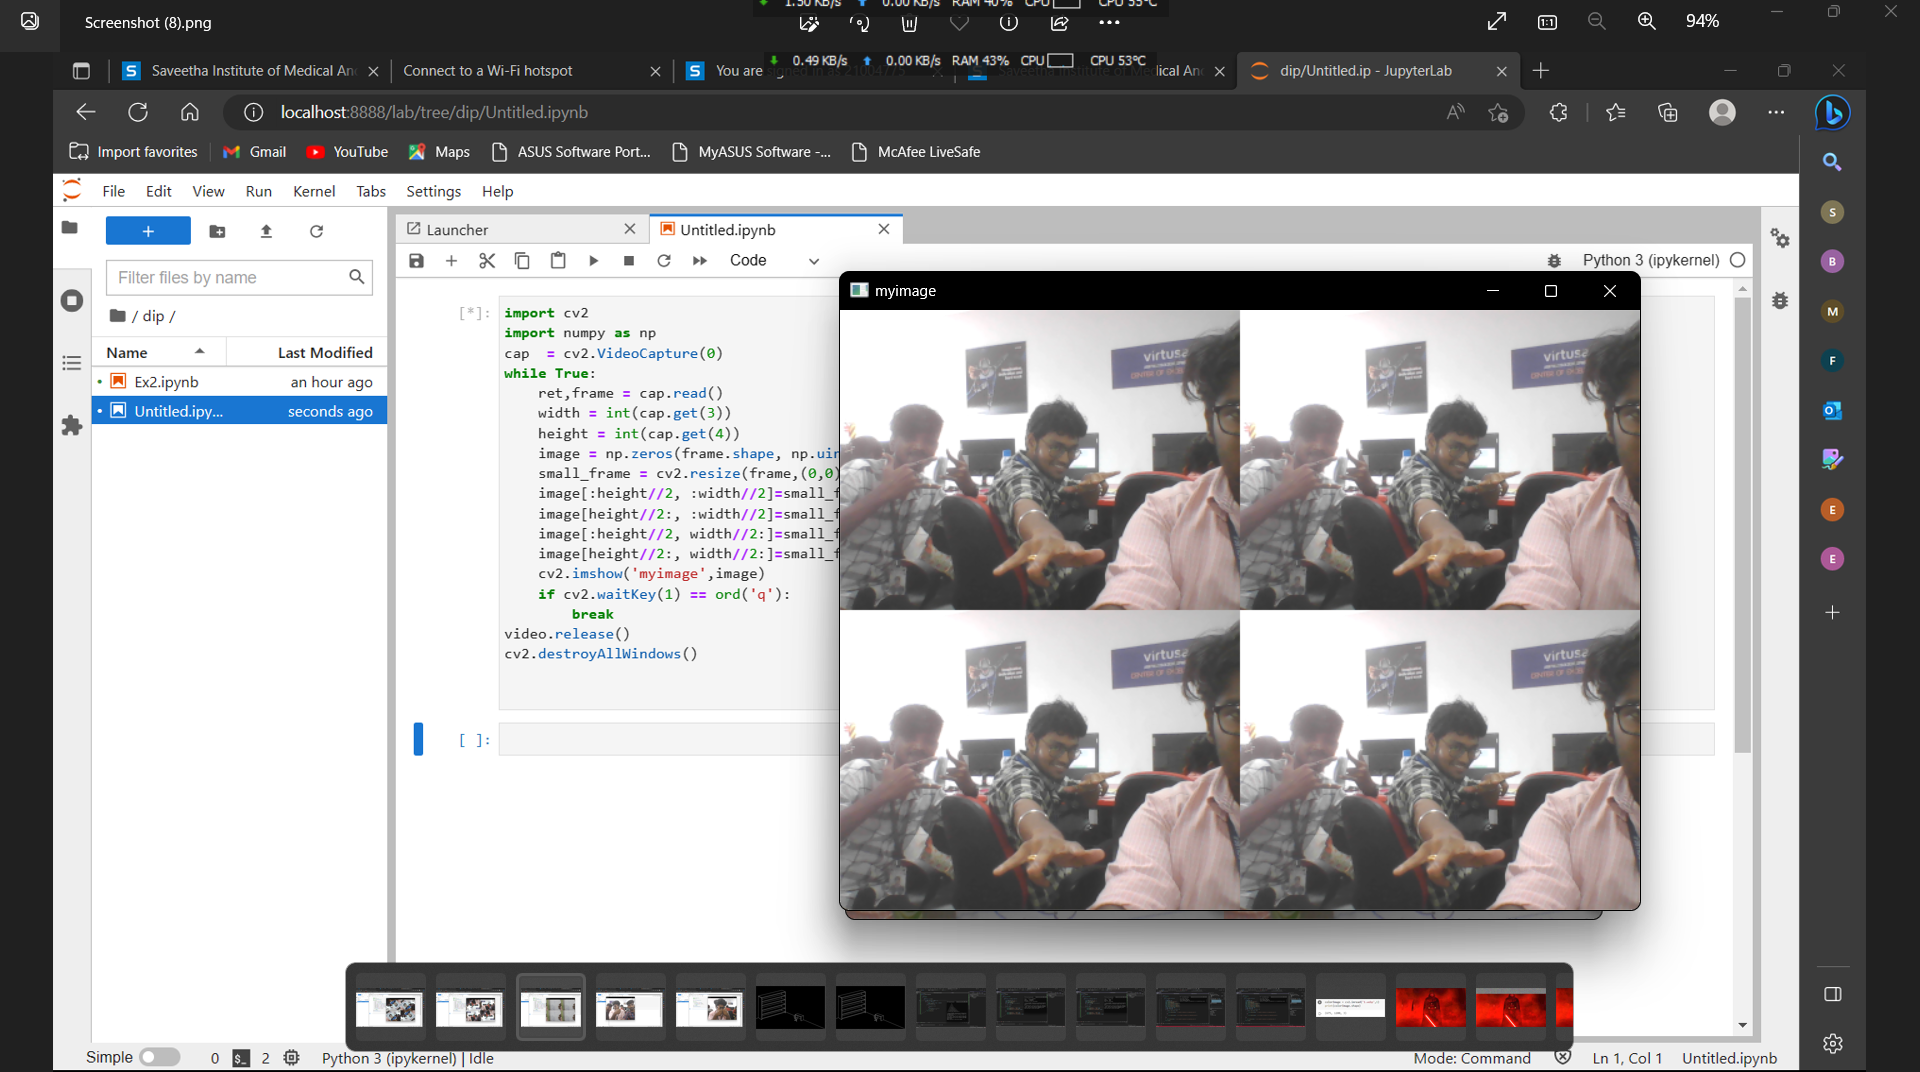 1.50 KB/s 0.00 KB/s RAM 40% CPU CPU 55°C
Screenshot (8).png
94%
0.49 KB/s 0.00 KB/s RAM 43% CPU CPU 53°C
Saveetha Institute of Medical An
Connect to a Wi-Fi hotspot
You are
ical An
dip/Untitled.ip - JupyterLab
localhost:8888/lab/tree/dip/Untitled.ipynb
Import favorites
Gmail
YouTube
Maps
ASUS Software Port...
MyASUS Software -...
McAfee LiveSafe
File Edit View Run Kernel Tabs Settings Help
Launcher
Untitled.ipynb
Code
Python 3 (ipykernel)
Filter files by name
/ dip /
Name Last Modified
Ex2.ipynb an hour ago
Untitled.ipy... seconds ago
myimage
[*]:
import cv2
import numpy as np
cap = cv2.VideoCapture(0)
while True:
ret,frame = cap.read()
width = int(cap.get(3))
height = int(cap.get(4))
image = np.zeros(frame.shape, np.uin
small_frame = cv2.resize(frame,(0,0)
image[:height//2, :width//2]=small_f
image[height//2:, :width//2]=small_f
image[:height//2, width//2:]=small_f
image[height//2:, width//2:]=small_f
cv2.imshow('myimage',image)
if cv2.waitKey(1) == ord('q'):
break
video.release()
cv2.destroyAllWindows()
[ ]:
virtusa
virtusa
virtusa
virtusa
S
B
M
F
E
E
Simple 0 2 Python 3 (ipykernel) | Idle
Mode: Command Ln 1, Col 1 Untitled.ipynb